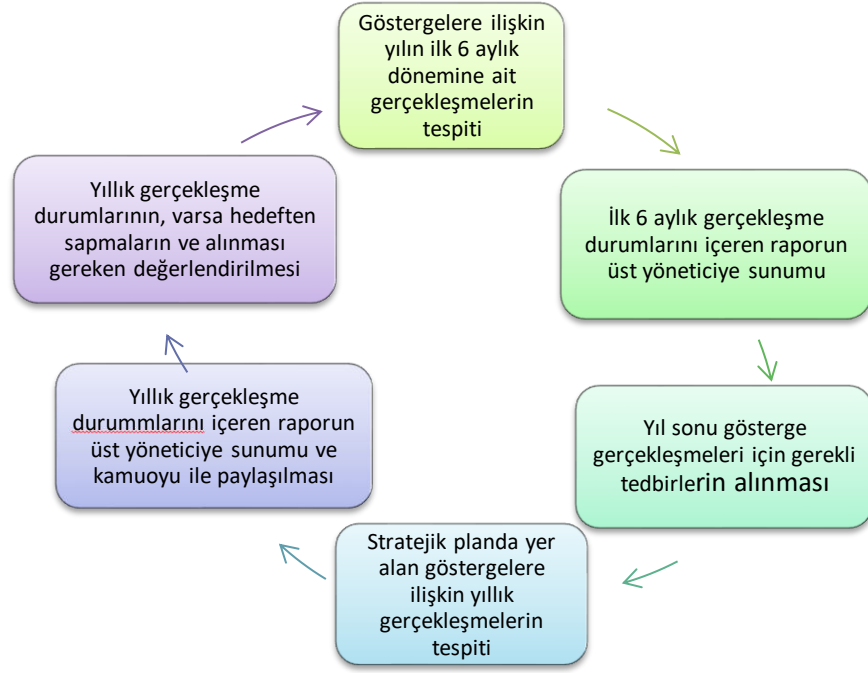 Göstergelere ilişkin
yılın ilk 6 aylık
dönemine ait
gerçekleşmelerin
tespiti
İlk 6 aylık gerçekleşme
durumlarını içeren raporun
üst yöneticiye sunumu
Yıl sonu gösterge
gerçekleşmeleri için gerekli
tedbirlerin alınması
Stratejik planda yer
alan göstergelere
ilişkin yıllık
gerçekleşmelerin
tespiti
Yıllık gerçekleşme
durummlarını içeren raporun
üst yöneticiye sunumu ve
kamuoyu ile paylaşılması
Yıllık gerçekleşme
durumlarının, varsa hedeften
sapmaların ve alınması
gereken değerlendirilmesi